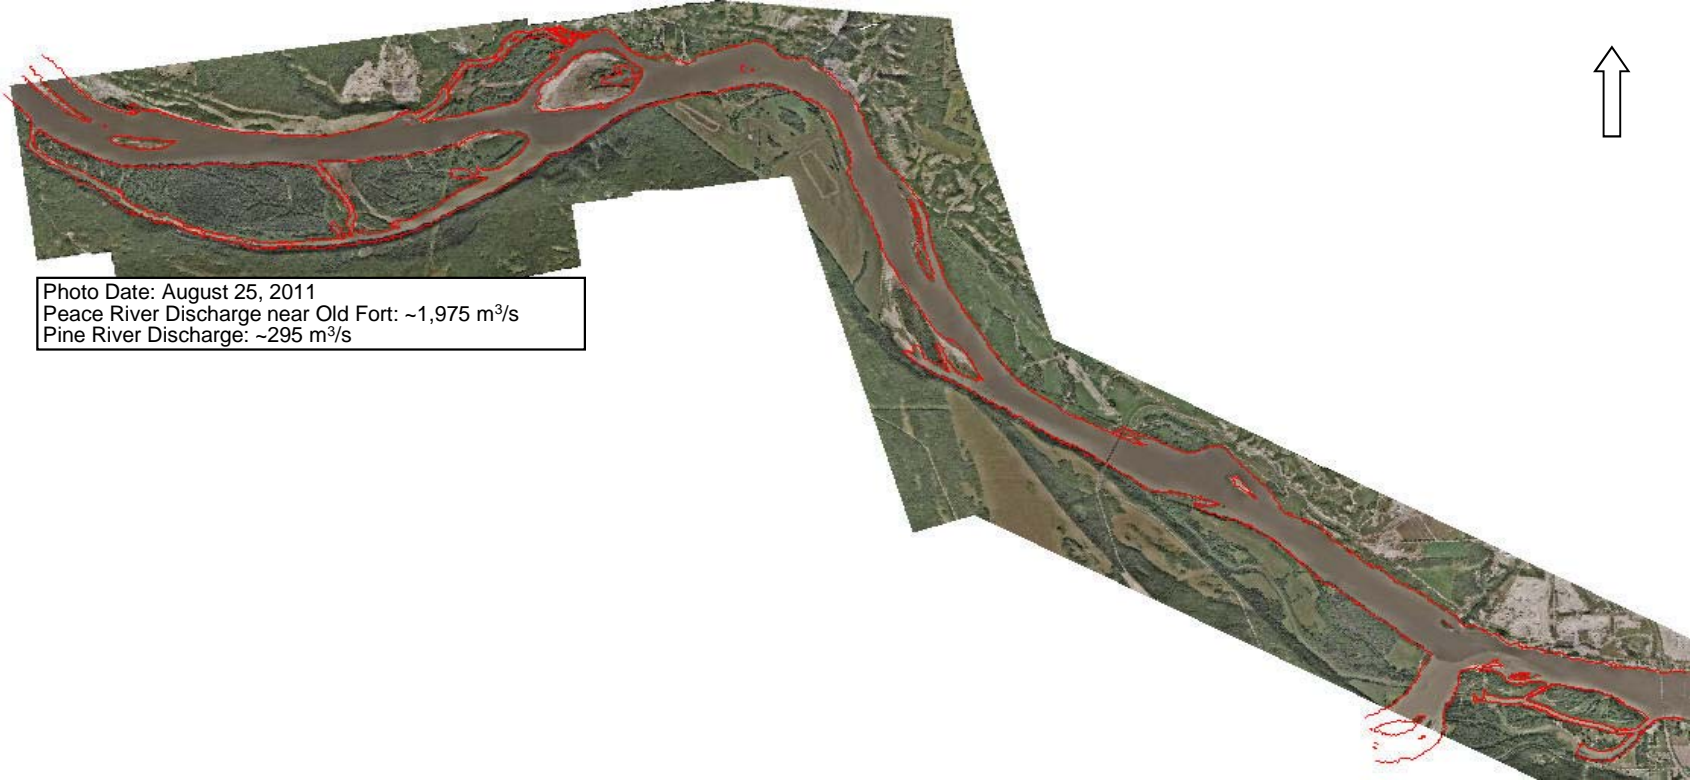 Photo Date: August 25, 2011
Peace River Discharge near Old Fort: ~1,975 m³/s
Pine River Discharge: ~295 m³/s